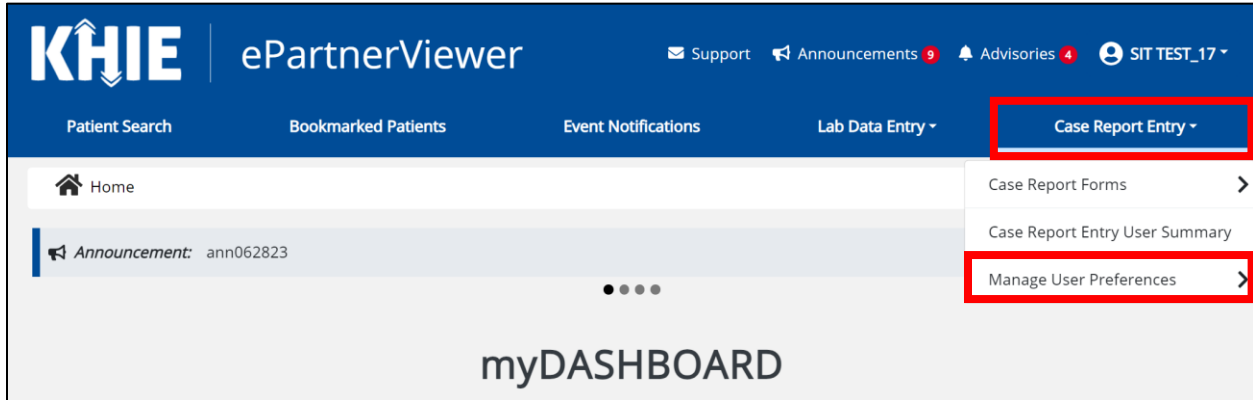 KHIE ePartnerViewer Support Announcements 9 Advisories 4 SIT TEST_17
Patient Search Bookmarked Patients Event Notifications Lab Data Entry Case Report Entry
Home
Case Report Forms
Case Report Entry User Summary
Announcement: ann062823
Manage User Preferences
myDASHBOARD